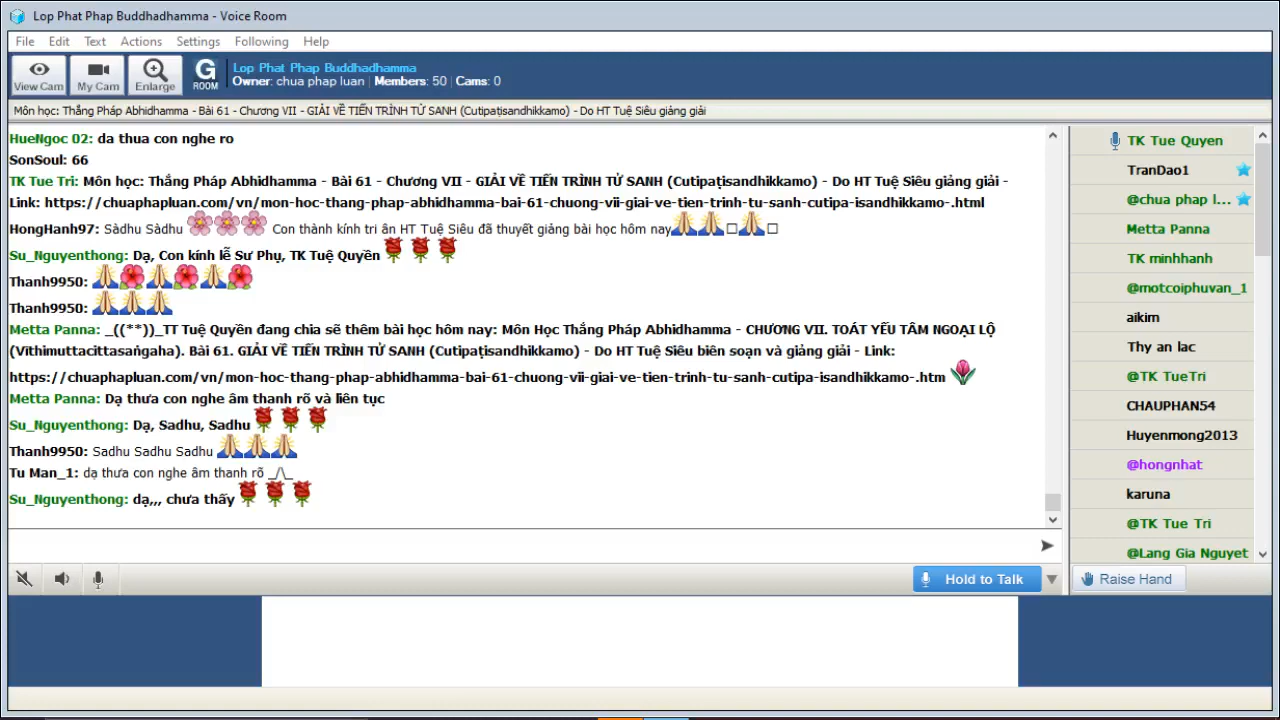 Lop Phat Phap Buddhadhamma - Voice Room
File Edit Text Actions Settings Following Help
View Cam My Cam Enlarge G ROOM Lop Phat Phap Buddhadhamma
Owner: chua phap luan | Members: 50 | Cams: 0
Môn học: Thắng Pháp Abhidhamma - Bài 61 - Chương VII - GIẢI VỀ TIẾN TRÌNH TỬ SANH (Cutipaṭisandhikkamo) - Do HT Tuệ Siêu giảng giải
HueNgoc 02: da thua con nghe ro
SonSoul: 66
TK Tue Tri: Môn học: Thắng Pháp Abhidhamma - Bài 61 - Chương VII - GIẢI VỀ TIẾN TRÌNH TỬ SANH (Cutipaṭisandhikkamo) - Do HT Tuệ Siêu giảng giải -
Link: https://chuaphapluan.com/vn/mon-hoc-thang-phap-abhidhamma-bai-61-chuong-vii-giai-ve-tien-trinh-tu-sanh-cutipa-isandhikkamo-.html
HongHanh97: Sàdhu Sàdhu 🌸🌸🌸 Con thành kính tri ân HT Tuệ Siêu đã thuyết giảng bài học hôm nay🙏🙏□🙏□
Su_Nguyenthong: Dạ, Con kính lễ Sư Phụ, TK Tuệ Quyền 🌹🌹🌹
Thanh9950: 🙏🌺🙏🌺🙏🌺
Thanh9950: 🙏🙏🙏
Metta Panna: _((**))_TT Tuệ Quyền đang chia sẽ thêm bài học hôm nay: Môn Học Thắng Pháp Abhidhamma - CHƯƠNG VII. TOÁT YẾU TÂM NGOẠI LỘ
(Vīthimuttacittasaṅgaha). Bài 61. GIẢI VỀ TIẾN TRÌNH TỬ SANH (Cutipaṭisandhikkamo) - Do HT Tuệ Siêu biên soạn và giảng giải - Link:
https://chuaphapluan.com/vn/mon-hoc-thang-phap-abhidhamma-bai-61-chuong-vii-giai-ve-tien-trinh-tu-sanh-cutipa-isandhikkamo-.htm 🌷
Metta Panna: Dạ thưa con nghe âm thanh rõ và liên tục
Su_Nguyenthong: Dạ, Sadhu, Sadhu 🌹🌹🌹
Thanh9950: Sadhu Sadhu Sadhu 🙏🙏🙏
Tu Man_1: dạ thưa con nghe âm thanh rõ _/\_
Su_Nguyenthong: dạ,,, chưa thấy 🌹🌹🌹
TK Tue Quyen
TranDao1
@chua phap l...
Metta Panna
TK minhhanh
@motcoiphuvan_1
aikim
Thy an lac
@TK TueTri
CHAUPHAN54
Huyenmong2013
@hongnhat
karuna
@TK Tue Tri
@Lang Gia Nguyet
Hold to Talk
Raise Hand